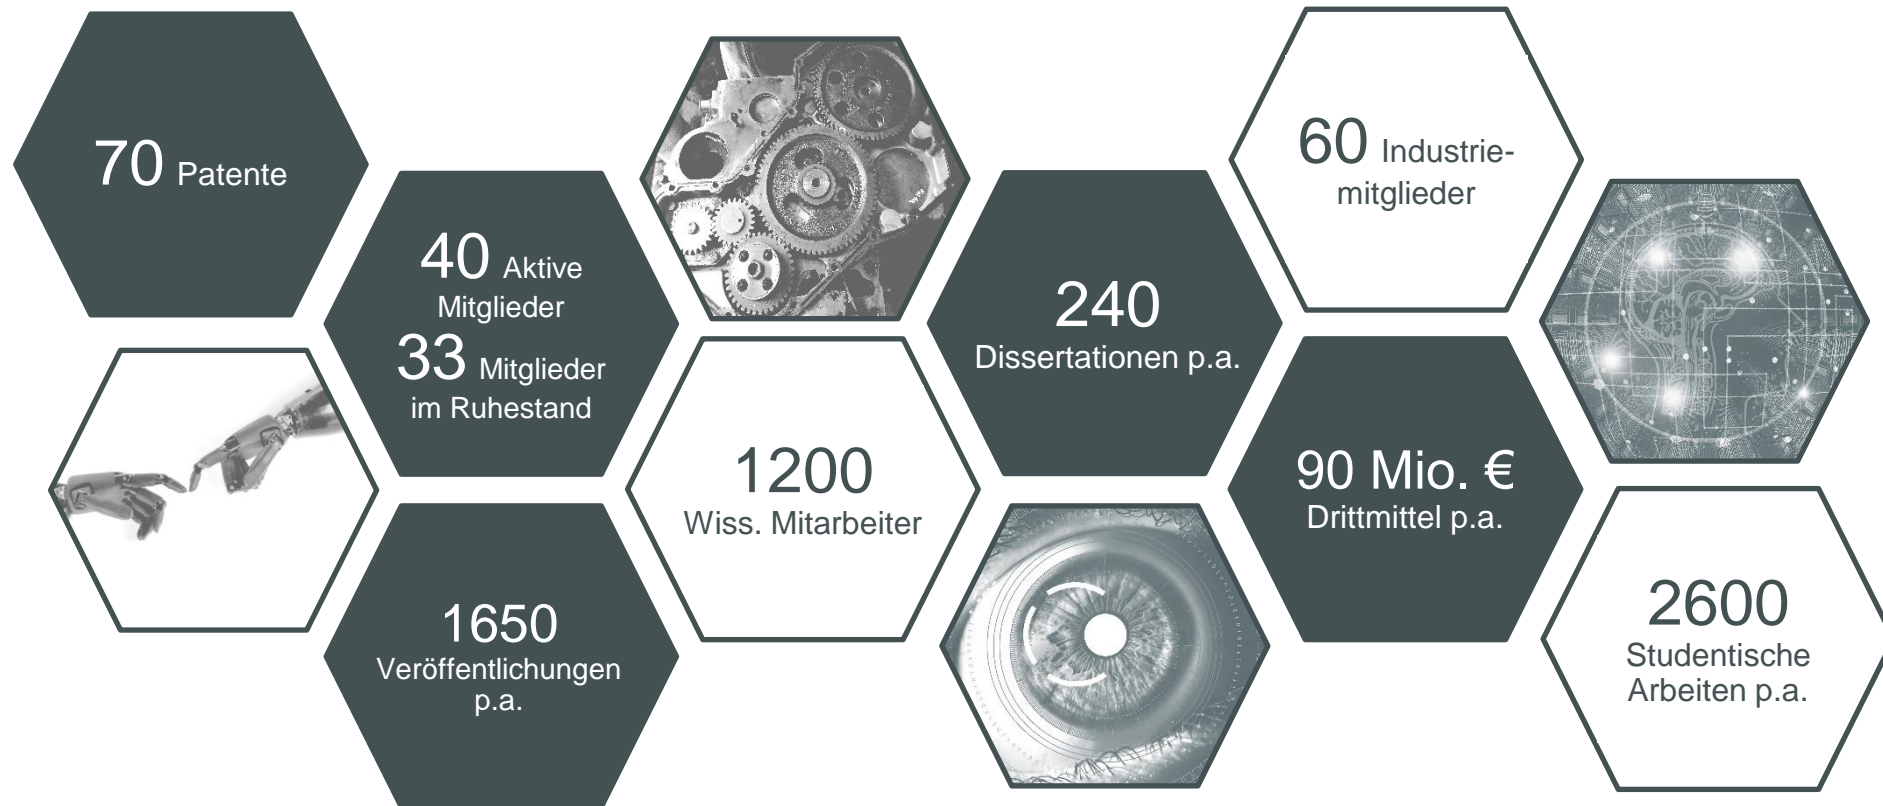 70 Patente
40 Aktive
Mitglieder
33 Mitglieder
im Ruhestand
1650
Veröffentlichungen
p.a.
1200
Wiss. Mitarbeiter
240
Dissertationen p.a.
60 Industrie-
mitglieder
90 Mio. €
Drittmittel p.a.
2600
Studentische
Arbeiten p.a.